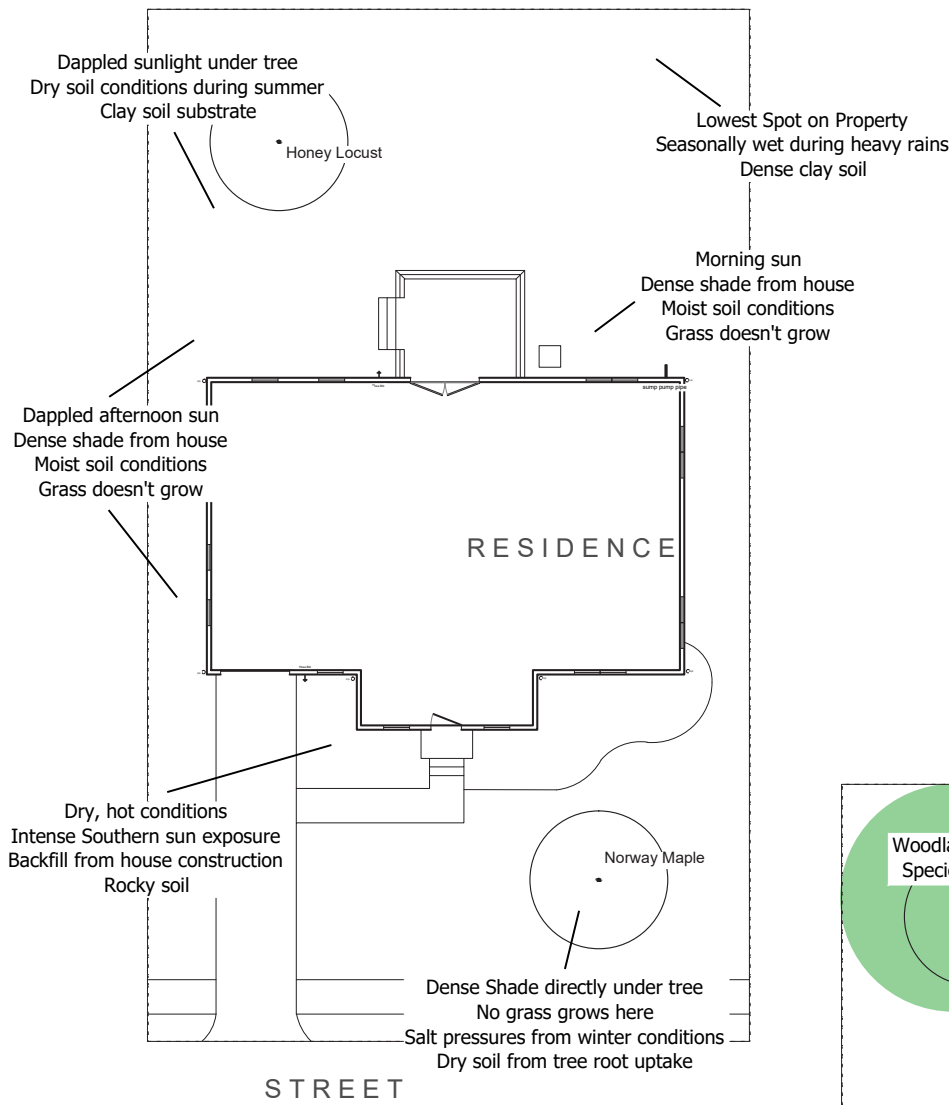 Dappled sunlight under tree
Dry soil conditions during summer
Clay soil substrate
Honey Locust
Lowest Spot on Property
Seasonally wet during heavy rains
Dense clay soil
Morning sun
Dense shade from house
Moist soil conditions
Grass doesn't grow
sump pump pipe
Dappled afternoon sun
Dense shade from house
Moist soil conditions
Grass doesn't grow
RESIDENCE
Dry, hot conditions
Intense Southern sun exposure
Backfill from house construction
Rocky soil
Norway Maple
Dense Shade directly under tree
No grass grows here
Salt pressures from winter conditions
Dry soil from tree root uptake
STREET